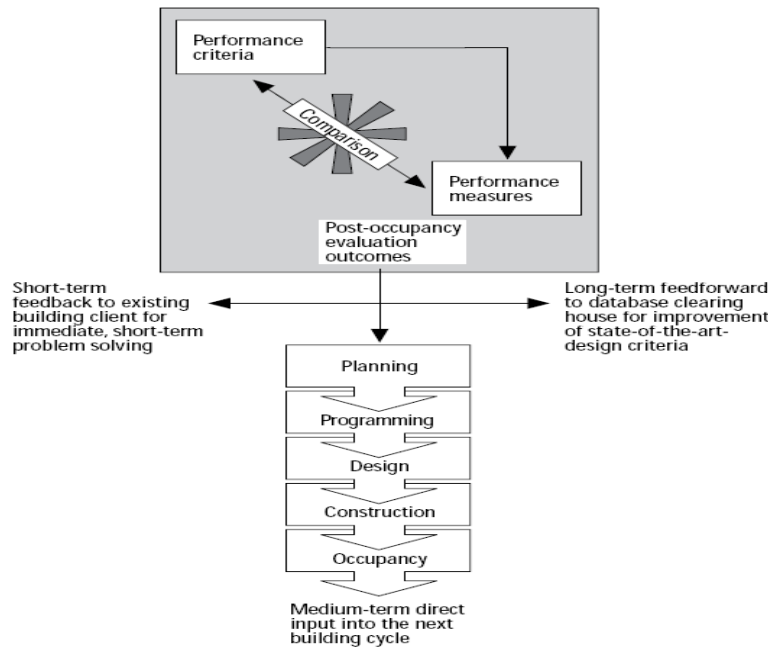 Performance
criteria
Comparison
Performance
measures
Post-occupancy
evaluation
outcomes
Short-term
feedback to existing
building client for
immediate, short-term
problem solving
Long-term feedforward
to database clearing
house for improvement
of state-of-the-art-
design criteria
Planning
Programming
Design
Construction
Occupancy
Medium-term direct
input into the next
building cycle